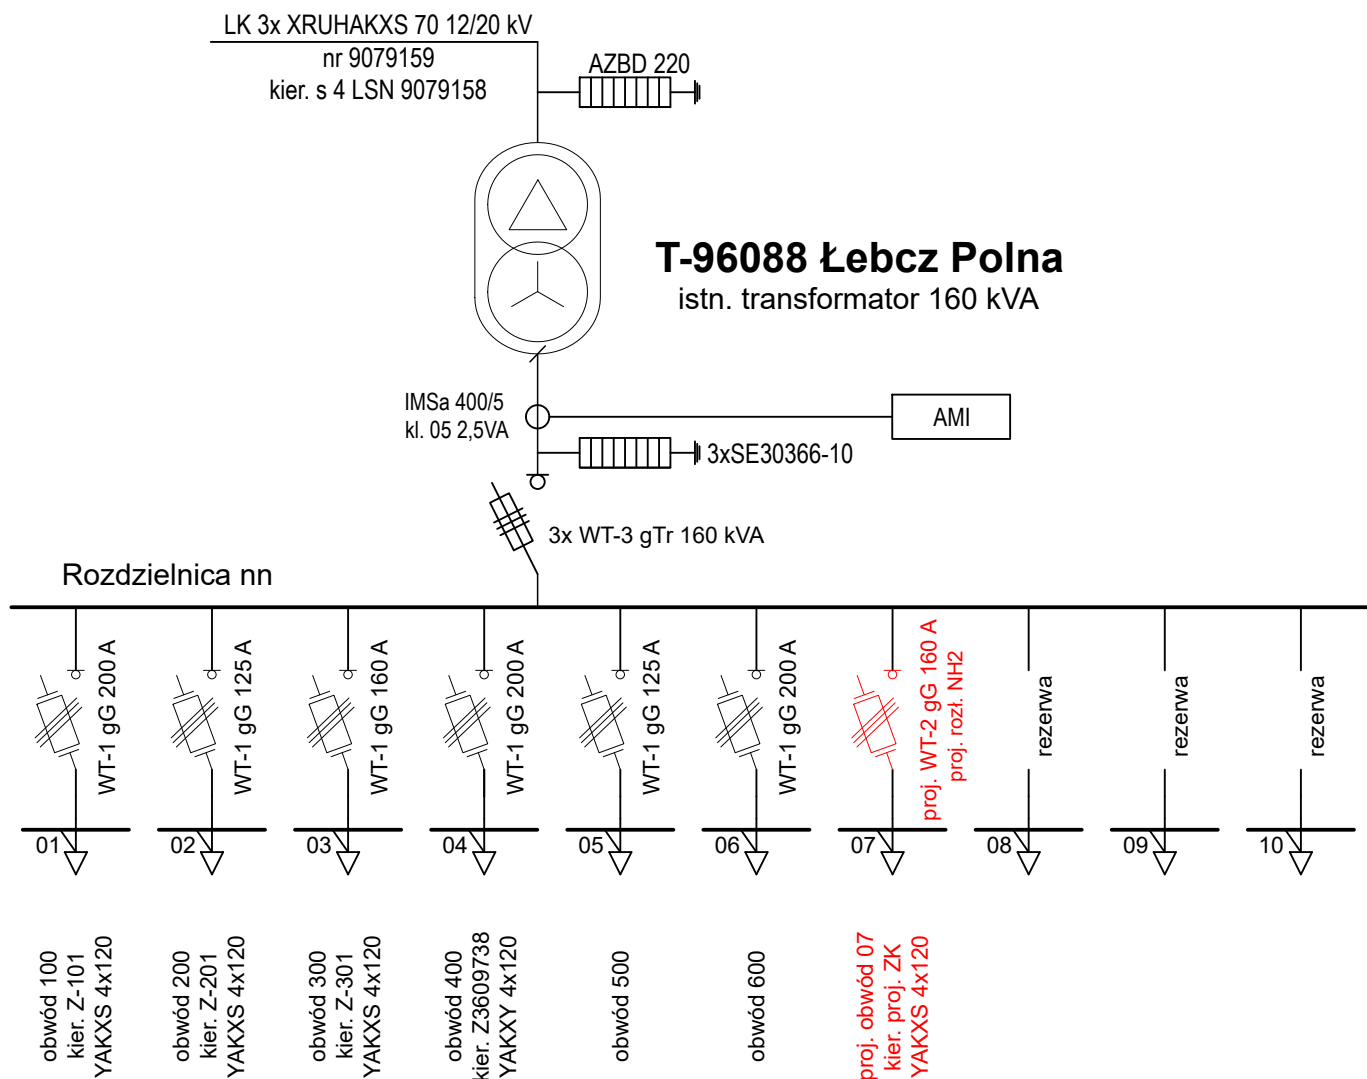 LK 3x XRUHAKXS 70 12/20 kV
nr 9079159
kier. s 4 LSN 9079158
AZBD 220
T-96088 Łebcz Polna
istn. transformator 160 kVA
IMSa 400/5
kl. 05 2,5VA
AMI
3xSE30366-10
3x WT-3 gTr 160 kVA
Rozdzielnica nn
WT-1 gG 200 A
WT-1 gG 125 A
WT-1 gG 160 A
WT-1 gG 200 A
WT-1 gG 125 A
WT-1 gG 200 A
proj. WT-2 gG 160 A
proj. rozł. NH2
rezerwa
rezerwa
rezerwa
01
02
03
04
05
06
07
08
09
10
obwód 100
kier. Z-101
YAKXS 4x120
obwód 200
kier. Z-201
YAKXS 4x120
obwód 300
kier. Z-301
YAKXS 4x120
obwód 400
kier. Z3609738
YAKXY 4x120
obwód 500
obwód 600
proj. obwód 07
kier. proj. ZK
YAKXS 4x120